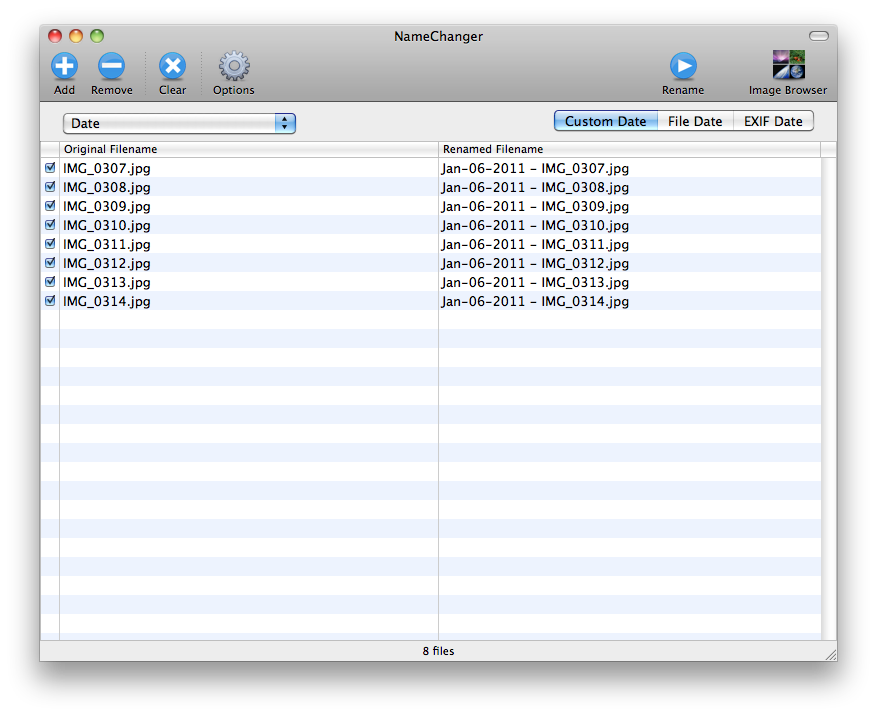 NameChanger
Add Remove Clear Options Rename Image Browser
Date Custom Date File Date EXIF Date
Original Filename Renamed Filename
IMG_0307.jpg Jan-06-2011 - IMG_0307.jpg
IMG_0308.jpg Jan-06-2011 - IMG_0308.jpg
IMG_0309.jpg Jan-06-2011 - IMG_0309.jpg
IMG_0310.jpg Jan-06-2011 - IMG_0310.jpg
IMG_0311.jpg Jan-06-2011 - IMG_0311.jpg
IMG_0312.jpg Jan-06-2011 - IMG_0312.jpg
IMG_0313.jpg Jan-06-2011 - IMG_0313.jpg
IMG_0314.jpg Jan-06-2011 - IMG_0314.jpg
8 files